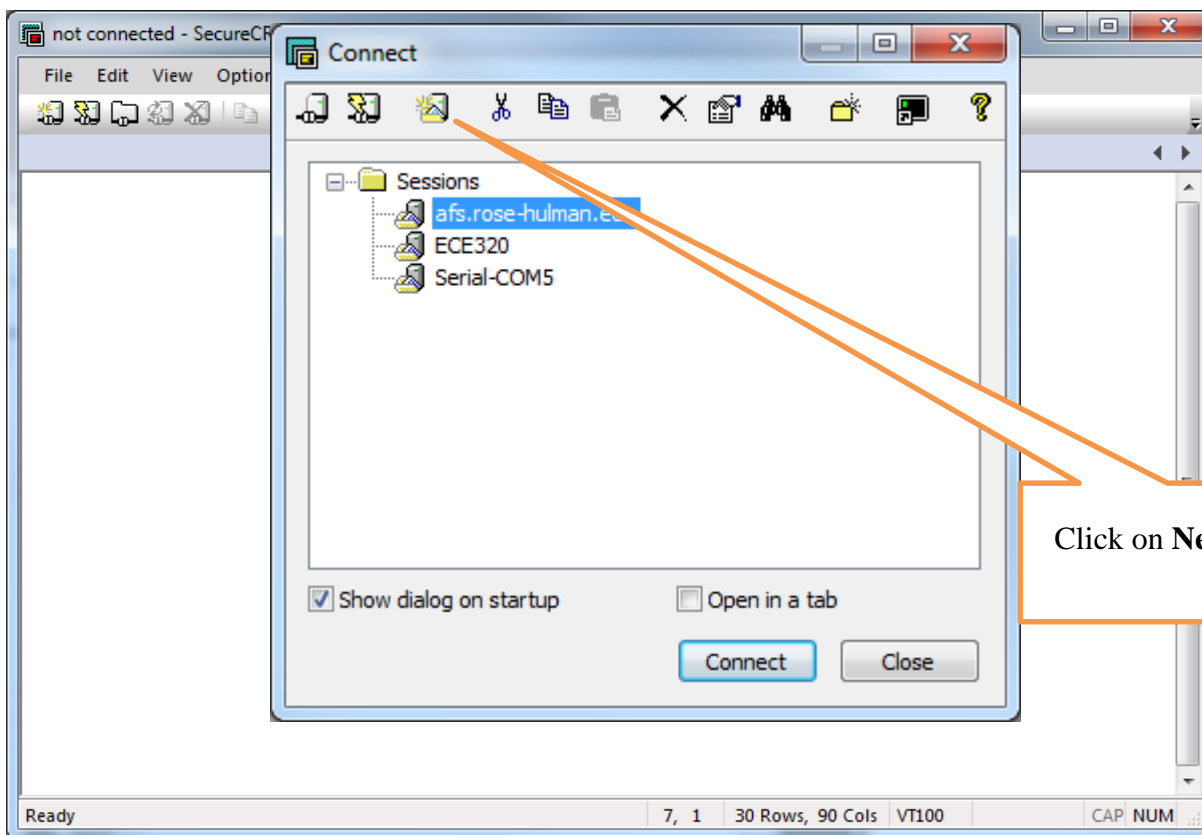 not connected - SecureCR
Connect
File Edit View Option
Sessions
afs.rose-hulman.e
ECE320
Serial-COM5
Click on Ne
Show dialog on startup
Open in a tab
Connect
Close
Ready
7, 1
30 Rows, 90 Cols
VT100
CAP NUM